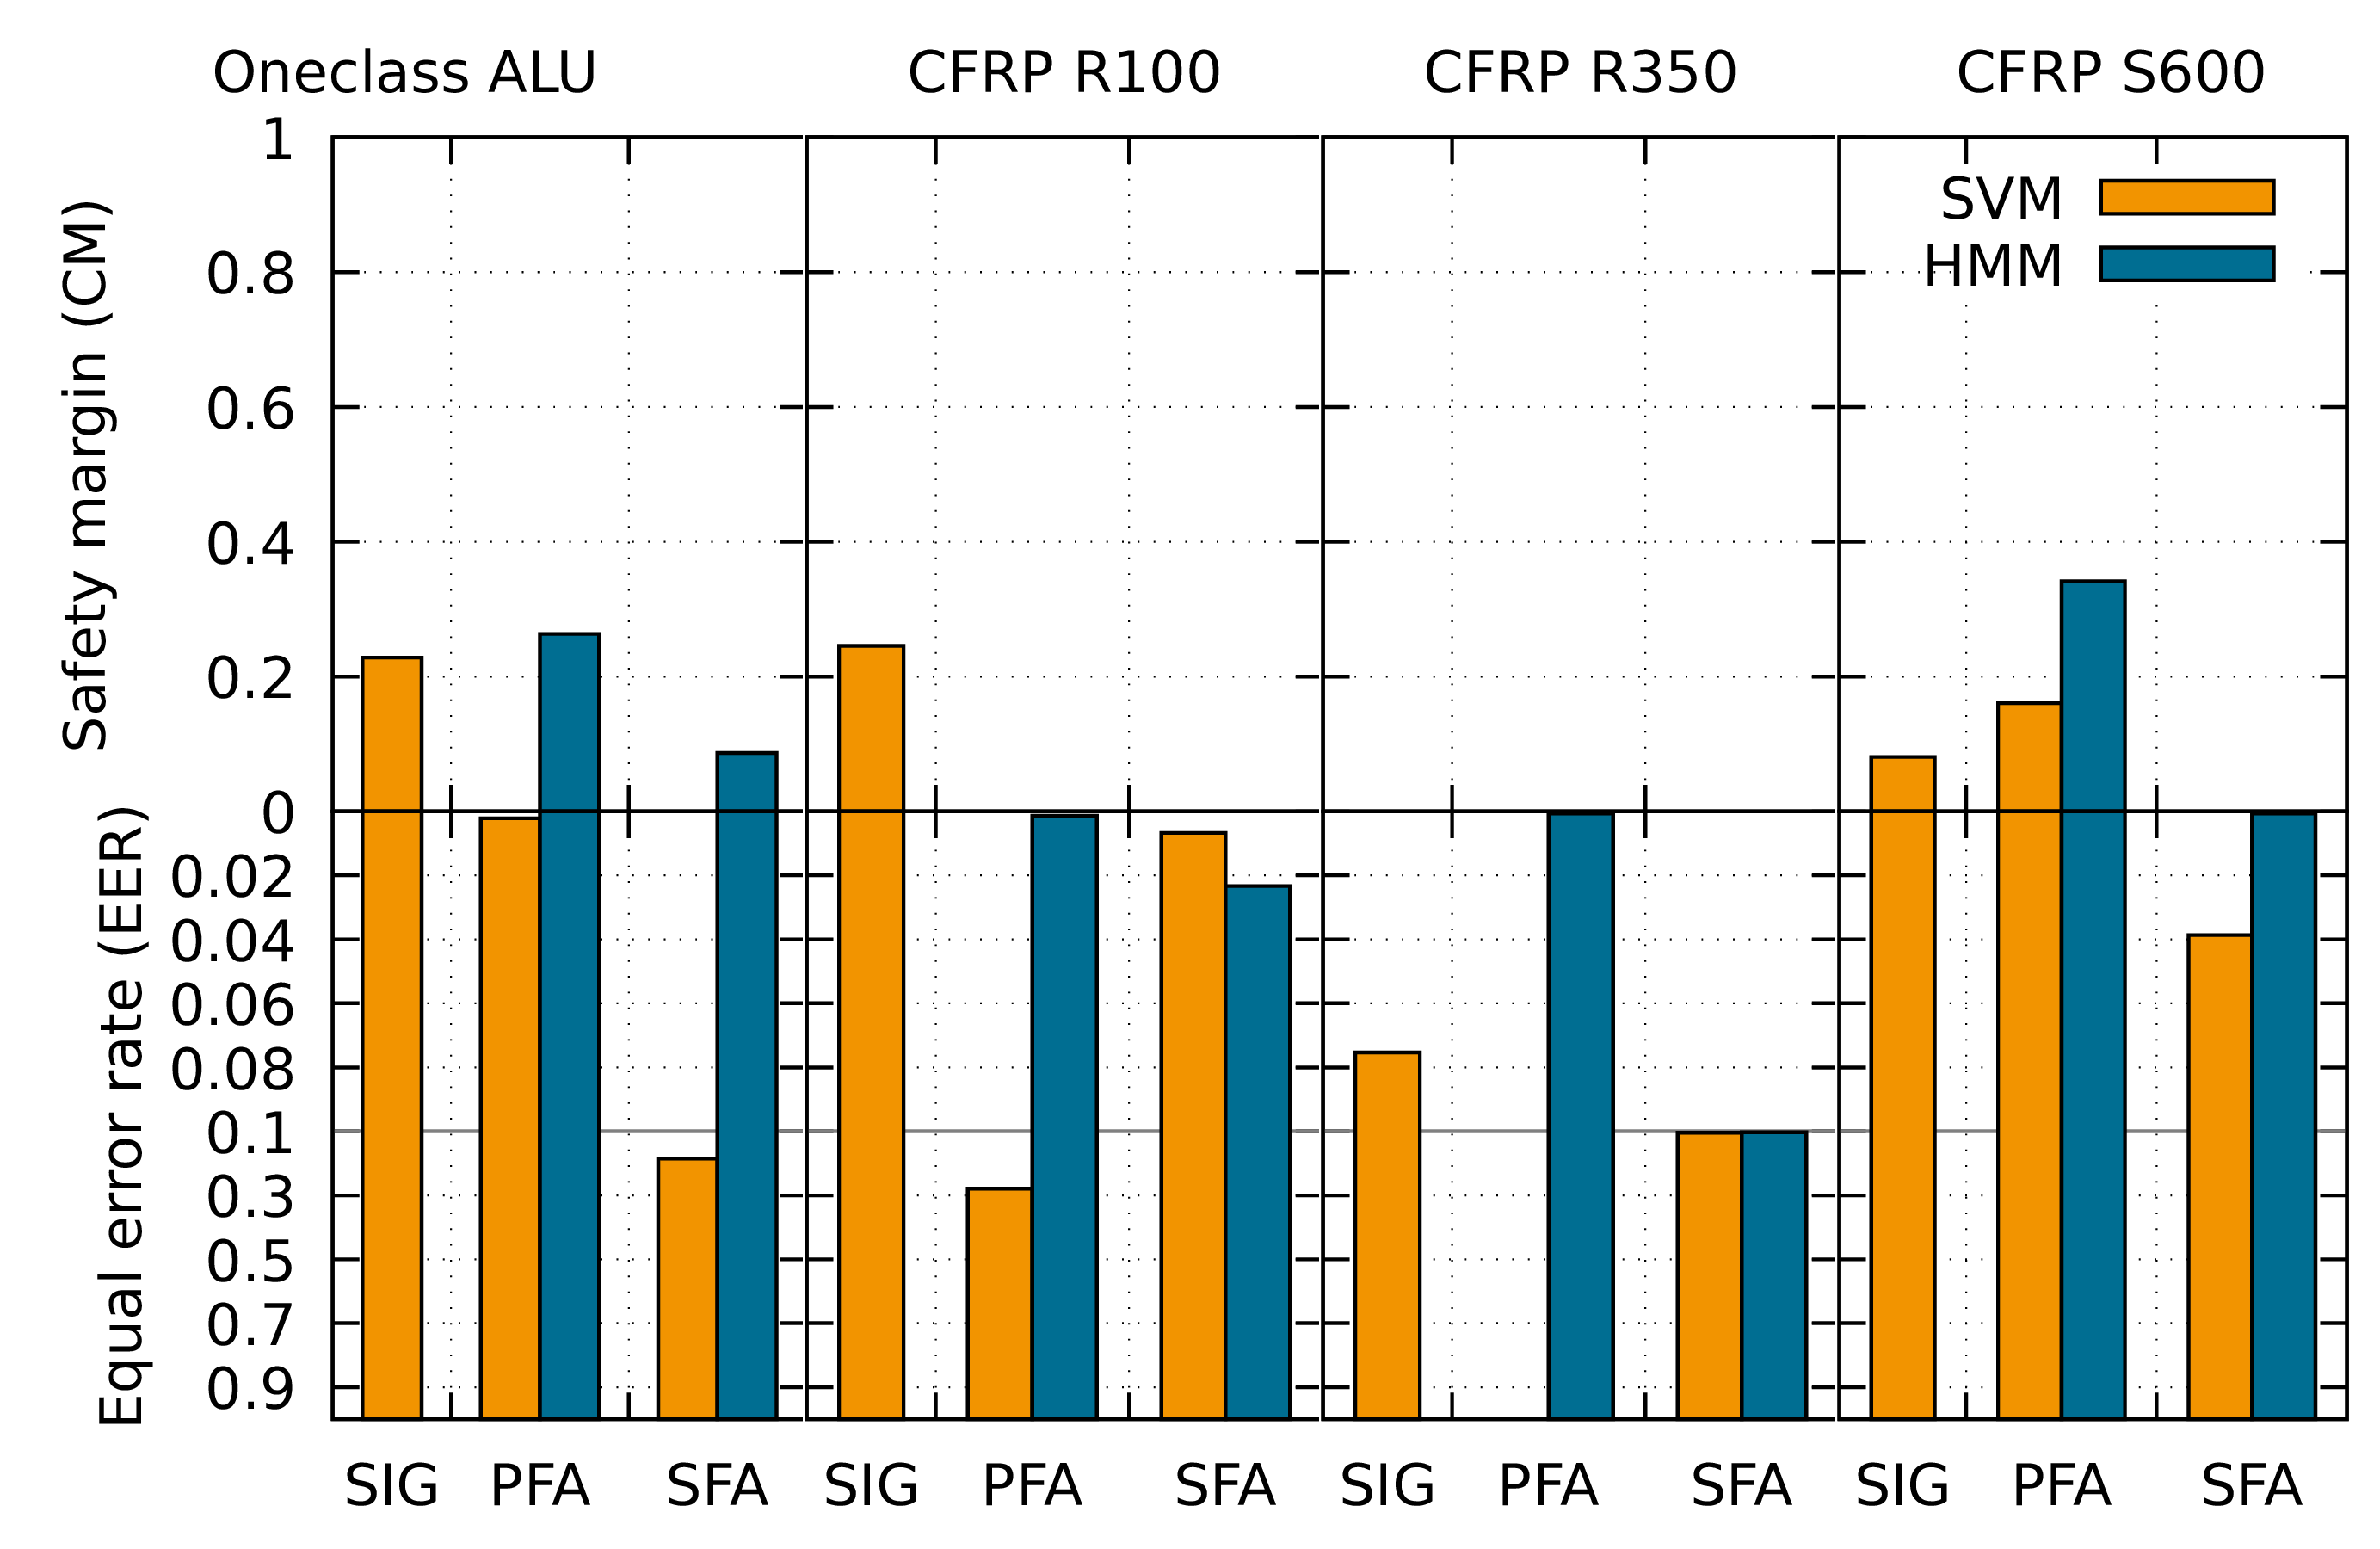 Oneclass ALU
CFRP R100
CFRP R350
CFRP S600
Safety margin (CM)
Equal error rate (EER)
1
0.8
0.6
0.4
0.2
0
0.02
0.04
0.06
0.08
0.1
0.3
0.5
0.7
0.9
SVM
HMM
SIG PFA SFA SIG PFA SFA SIG PFA SFA SIG PFA SFA